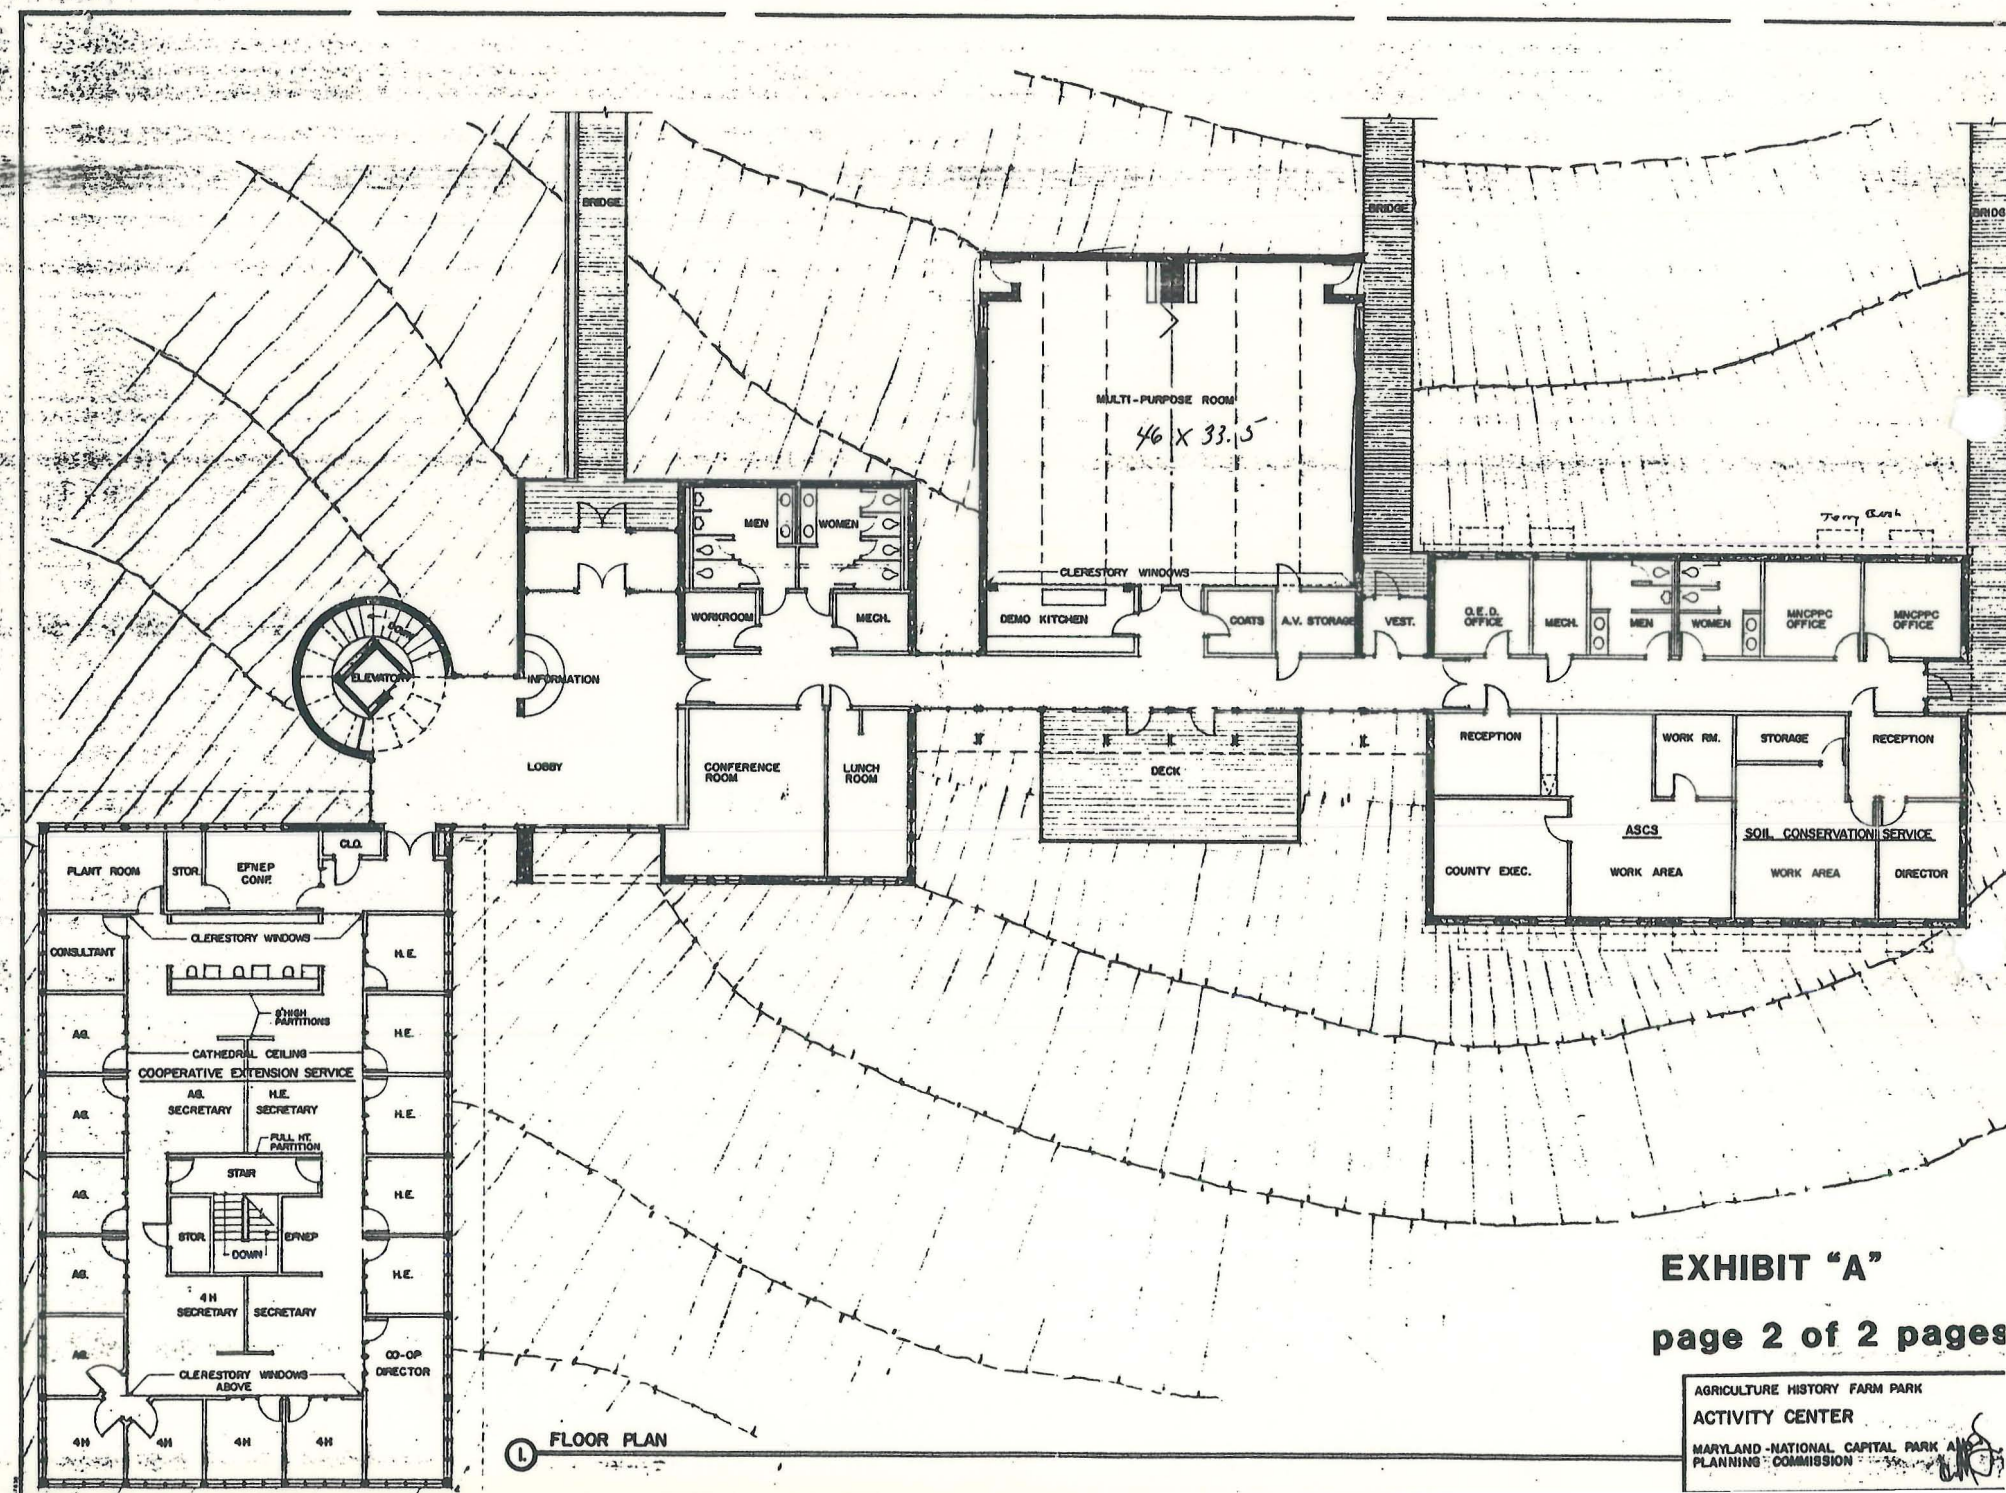 BRIDGE
BRIDGE
MULTI-PURPOSE ROOM
46 X 33.5
Terry
MEN
WOMEN
CLERESTORY WINDOWS
WORKROOM
MECH.
DEMO KITCHEN
COATS
A.V. STORAGE
VEST.
O.E.D.
OFFICE
MECH.
MEN
WOMEN
MNCPPC
OFFICE
MNCPPC
OFFICE
DOWN
ELEVATOR
INFORMATION
LOBBY
CONFERENCE
ROOM
LUNCH
ROOM
DECK
RECEPTION
WORK RM.
STORAGE
RECEPTION
ASCS
SOIL CONSERVATION SERVICE
COUNTY EXEC.
WORK AREA
WORK AREA
DIRECTOR
CLO.
PLANT ROOM
STOR.
EFNEP
CONF.
CLERESTORY WINDOWS
CONSULTANT
H.E.
8' HIGH
PARTITIONS
AG.
H.E.
CATHEDRAL CEILING
COOPERATIVE EXTENSION SERVICE
AG.
SECRETARY
H.E.
SECRETARY
AG.
H.E.
FULL HT.
PARTITION
STAIR
AG.
H.E.
STOR.
DOWN
EFNEP
AG.
H.E.
4H
SECRETARY
SECRETARY
AG.
CO-OP
DIRECTOR
CLERESTORY WINDOWS
ABOVE
4H
4H
4H
4H
1.
FLOOR PLAN
EXHIBIT "A"
page 2 of 2 pages
AGRICULTURE HISTORY FARM PARK
ACTIVITY CENTER
MARYLAND-NATIONAL CAPITAL PARK
PLANNING COMMISSION